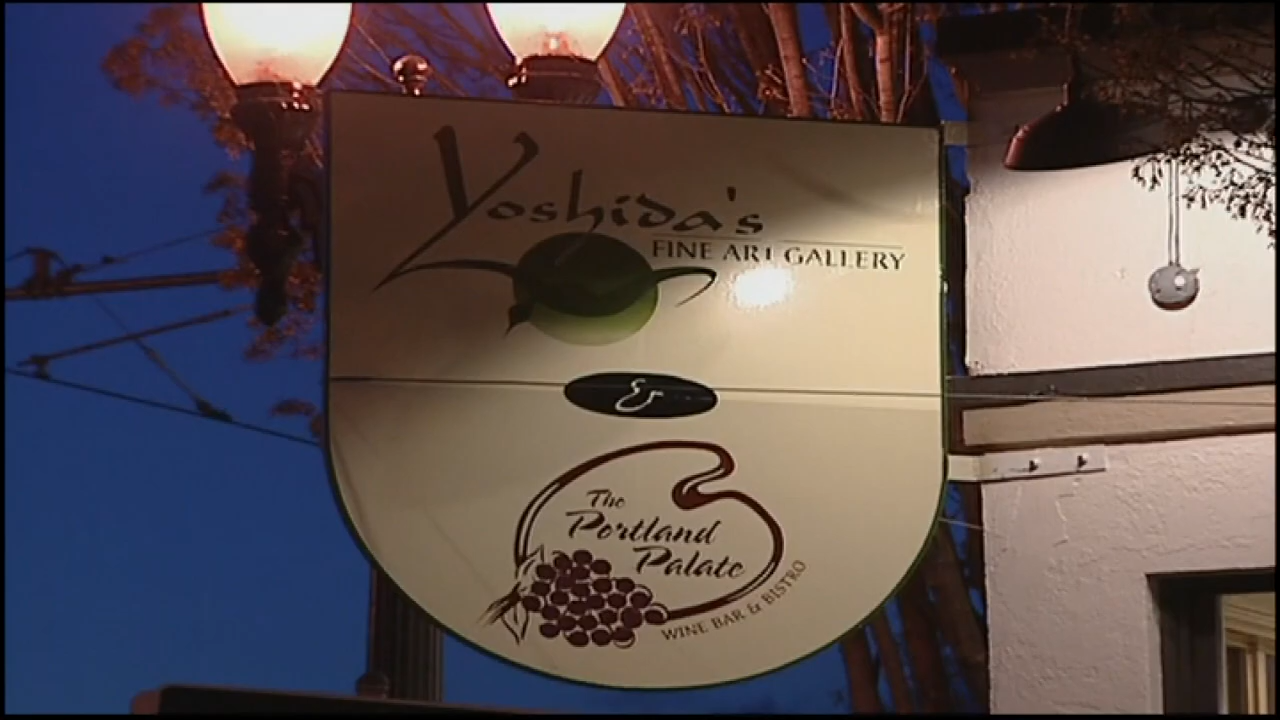 Yoshida's
FINE ART GALLERY
&
The
Portland
Palate
WINE BAR & BISTRO